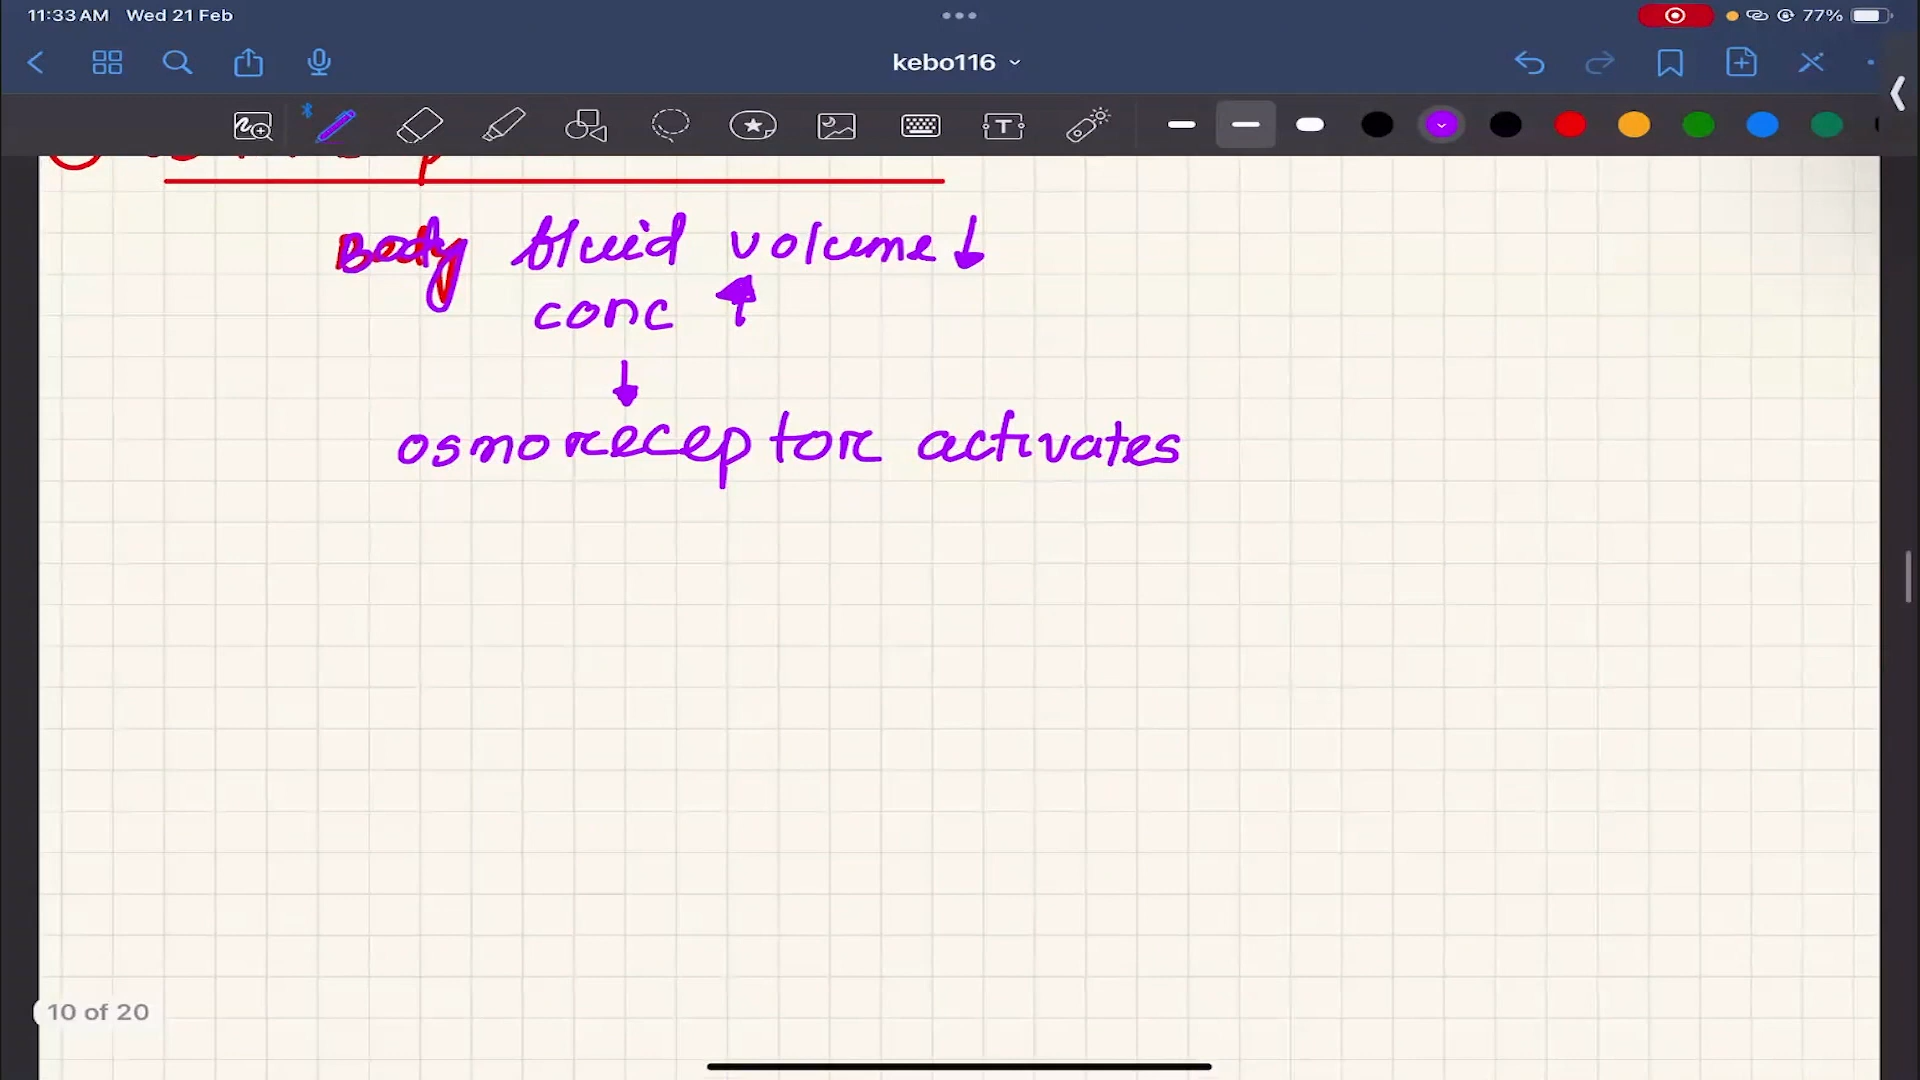 11:33 AM Wed 21 Feb
77%
kebo116
T
Body fluid volume ↓
conc ↑
↓
osmoreceptor activates
10 of 20